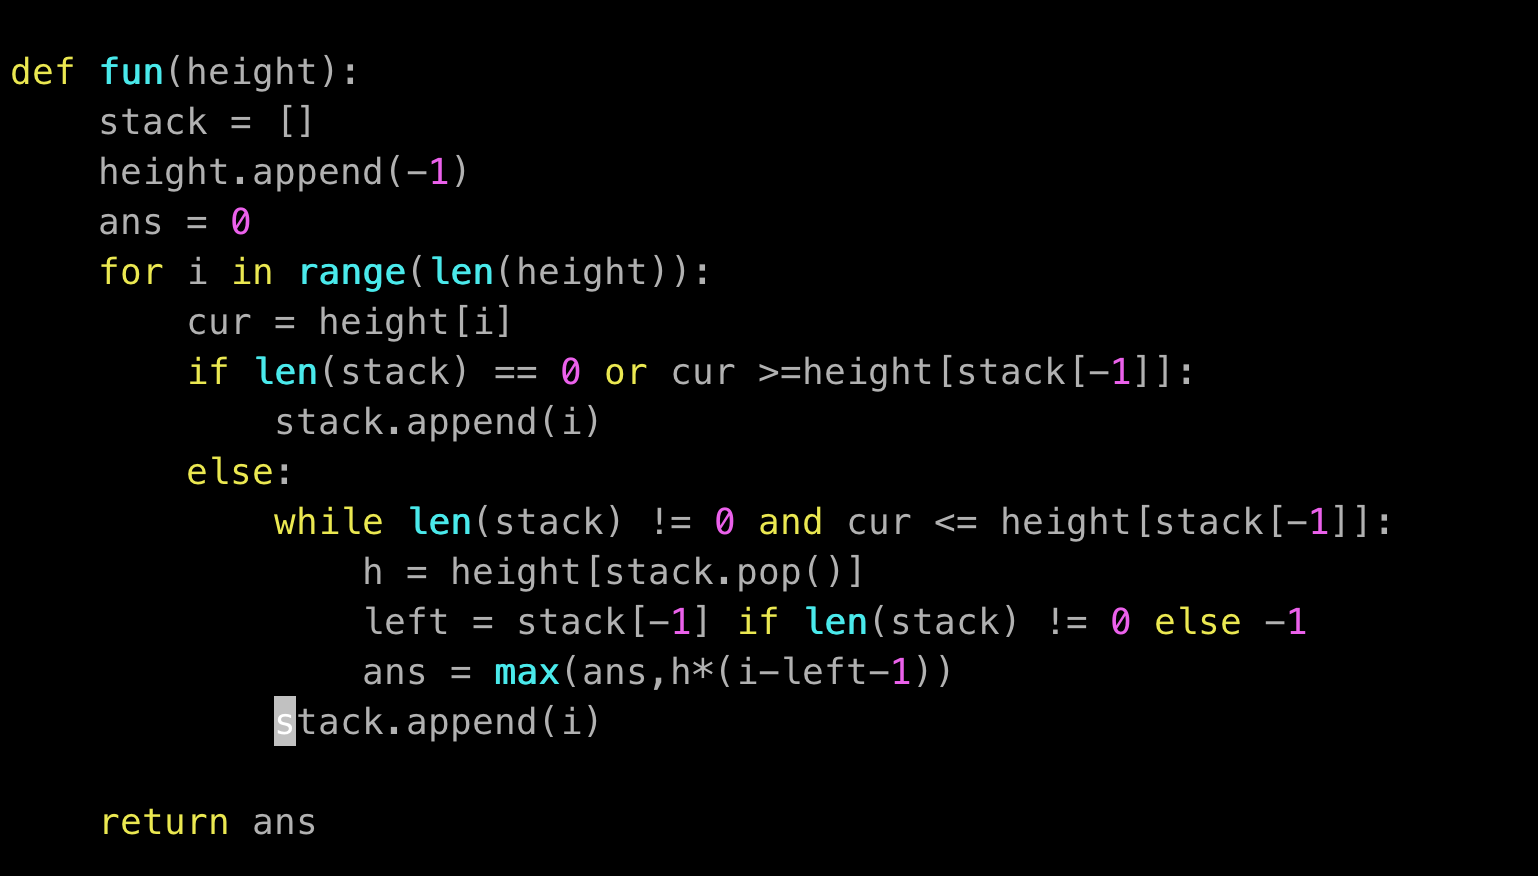 def fun(height):
    stack = []
    height.append(-1)
    ans = 0
    for i in range(len(height)):
        cur = height[i]
        if len(stack) == 0 or cur >=height[stack[-1]]:
            stack.append(i)
        else:
            while len(stack) != 0 and cur <= height[stack[-1]]:
                h = height[stack.pop()]
                left = stack[-1] if len(stack) != 0 else -1
                ans = max(ans,h*(i-left-1))
            stack.append(i)

    return ans